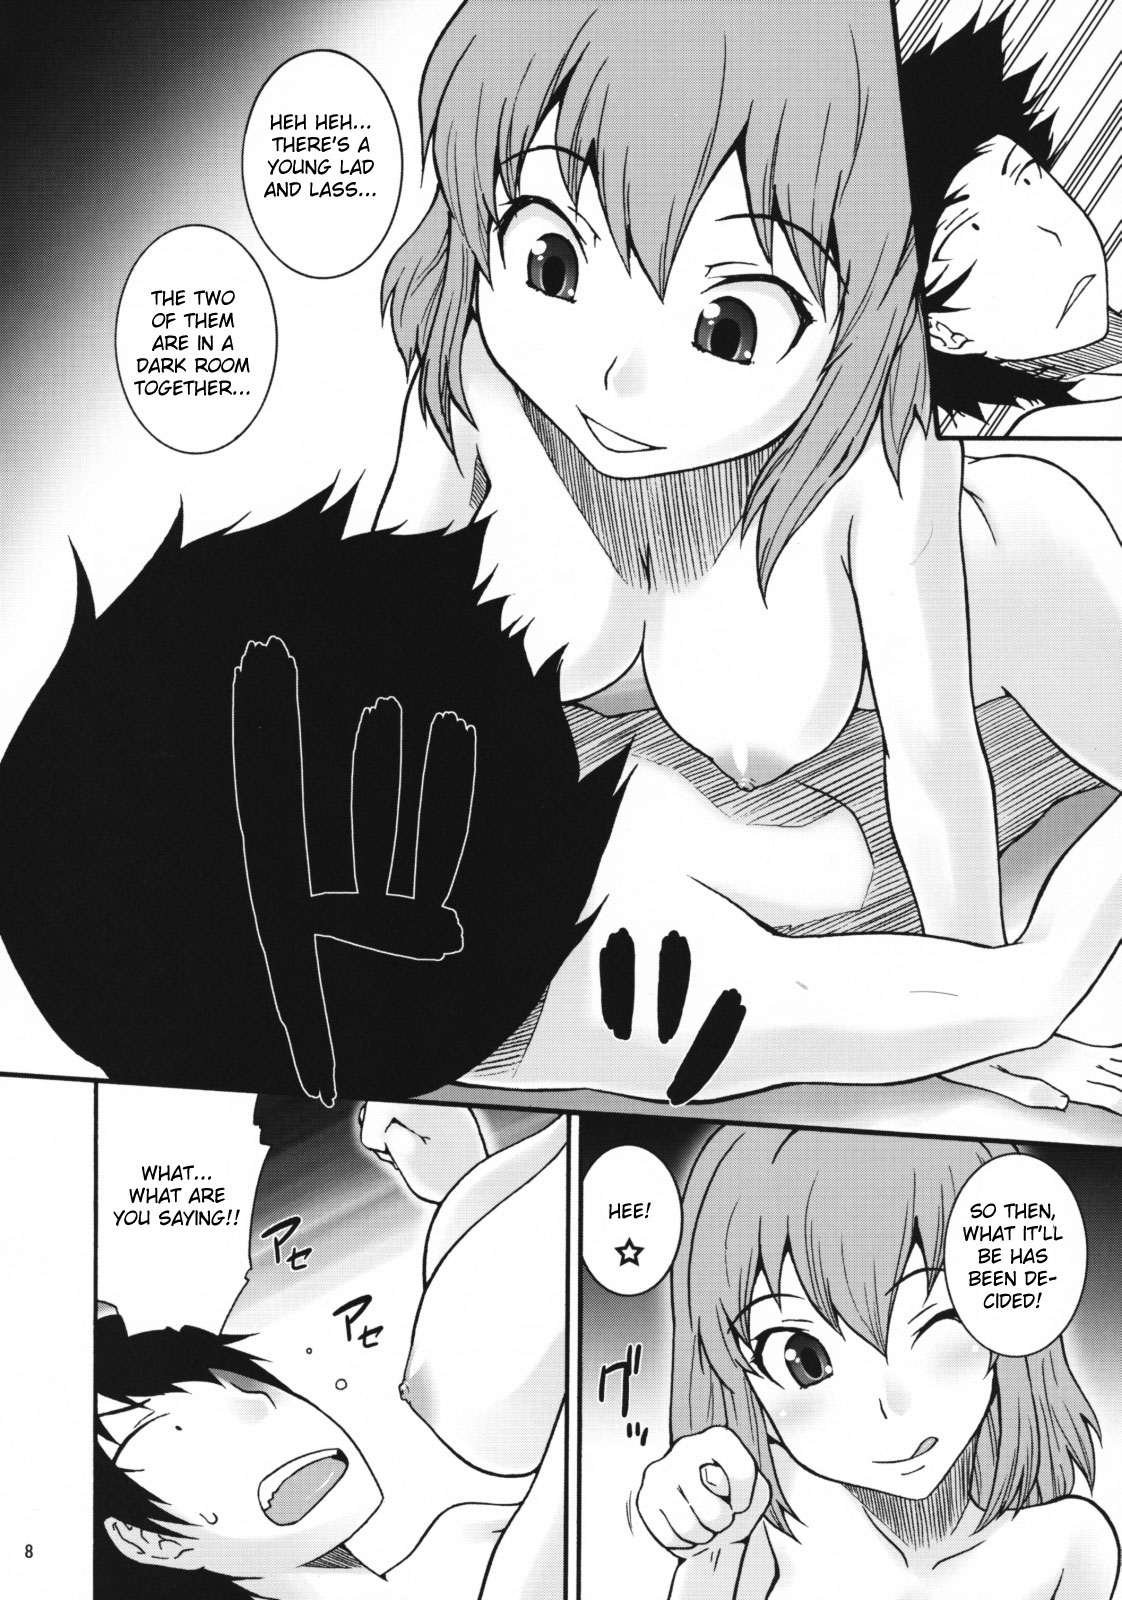 HEH HEH...
THERE'S A
YOUNG LAD
AND LASS...
THE TWO
OF THEM
ARE IN A
DARK ROOM
TOGETHER...
ドッ
SO THEN,
WHAT IT'LL
BE HAS
BEEN DE-
CIDED!
HEE!
☆
グッ
WHAT...
WHAT ARE
YOU SAYING!!
アセ
アセ
8